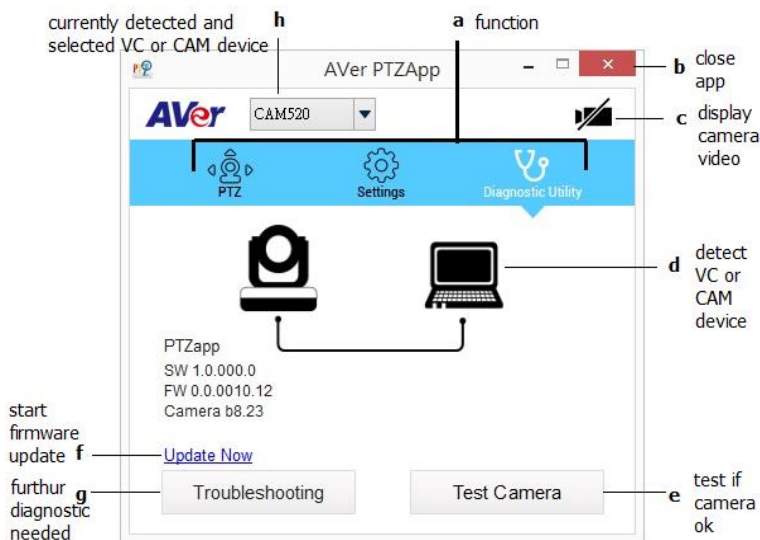 currently detected and
selected VC or CAM device
h
a function
AVer PTZApp
b close
app
AVer
CAM520
c display
camera
video
PTZ
Settings
Diagnostic Utility
d detect
VC or
CAM
device
PTZapp
SW 1.0.000.0
FW 0.0.0010.12
Camera b8.23
start
firmware
update f
Update Now
furthur
diagnostic
needed
g
Troubleshooting
Test Camera
e test if
camera
ok